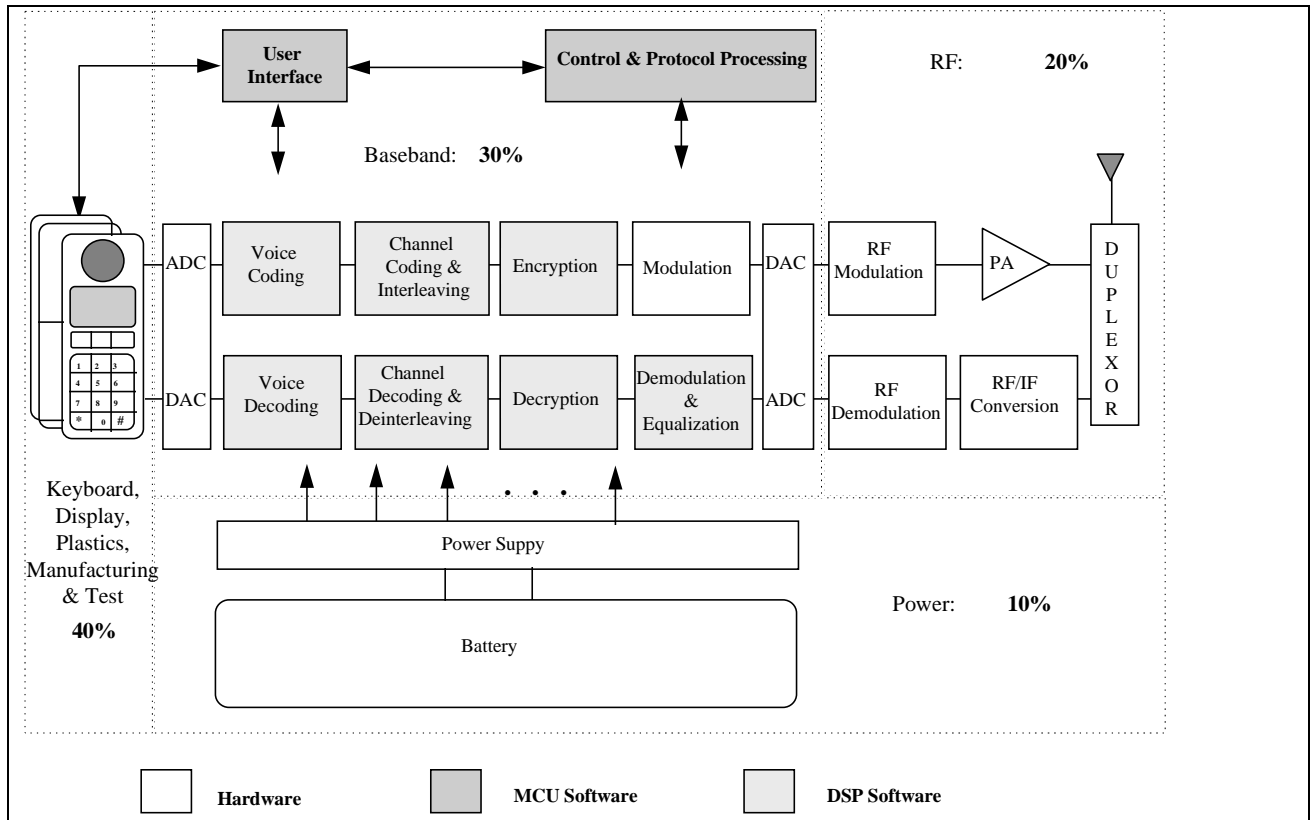 User
Interface
Control & Protocol Processing
RF: 20%
Baseband: 30%
ADC
Voice
Coding
Channel
Coding &
Interleaving
Encryption
Modulation
DAC
RF
Modulation
PA
D
U
P
L
E
X
O
R
1 2 3
4 5 6
7 8 9
* 0 #
DAC
Voice
Decoding
Channel
Decoding &
Deinterleaving
Decryption
Demodulation
&
Equalization
ADC
RF
Demodulation
RF/IF
Conversion
. . .
Keyboard,
Display,
Plastics,
Manufacturing
& Test
40%
Power Suppy
Battery
Power: 10%
Hardware
MCU Software
DSP Software